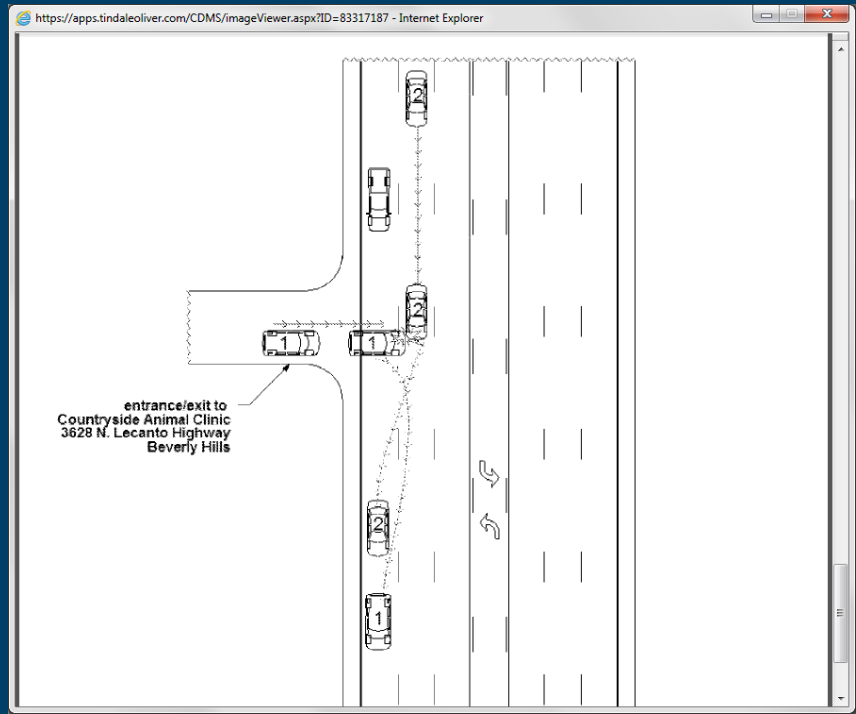 https://apps.tindaleoliver.com/CDMS/imageViewer.aspx?ID=83317187 - Internet Explorer
2
2
1
1
entrance/exit to
Countryside Animal Clinic
3628 N. Lecanto Highway
Beverly Hills
2
1